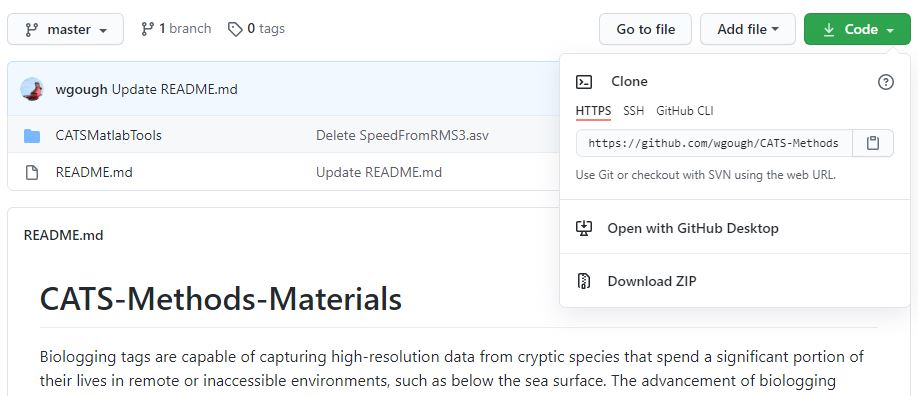 master
1 branch
0 tags
Go to file
Add file
Code
wgough Update README.md
CATSMatlabTools
Delete SpeedFromRMS3.asv
README.md
Update README.md
Clone
HTTPS
SSH
GitHub CLI
https://github.com/wgough/CATS-Methods
Use Git or checkout with SVN using the web URL.
Open with GitHub Desktop
Download ZIP
README.md
CATS-Methods-Materials
Biologging tags are capable of capturing high-resolution data from cryptic species that spend a significant portion of
their lives in remote or inaccessible environments, such as below the sea surface. The advancement of biologging